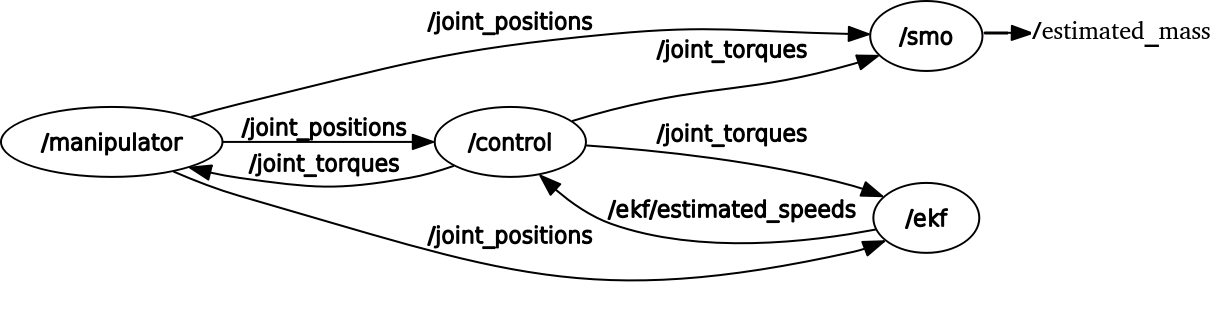 /joint_positions
/smo
/estimated_mass
/joint_torques
/manipulator
/joint_positions
/joint_torques
/control
/joint_torques
/ekf/estimated_speeds
/ekf
/joint_positions